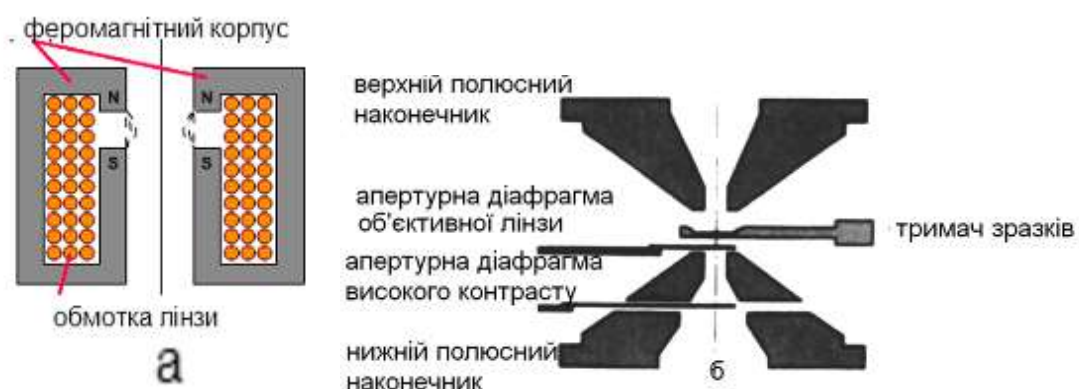 феромагнітний корпус
N
N
S
S
обмотка лінзи
а
верхній полюсний
наконечник
апертурна діафрагма
об'єктивної лінзи
тримач зразків
апертурна діафрагма
високого контрасту
нижній полюсний
наконечник
б